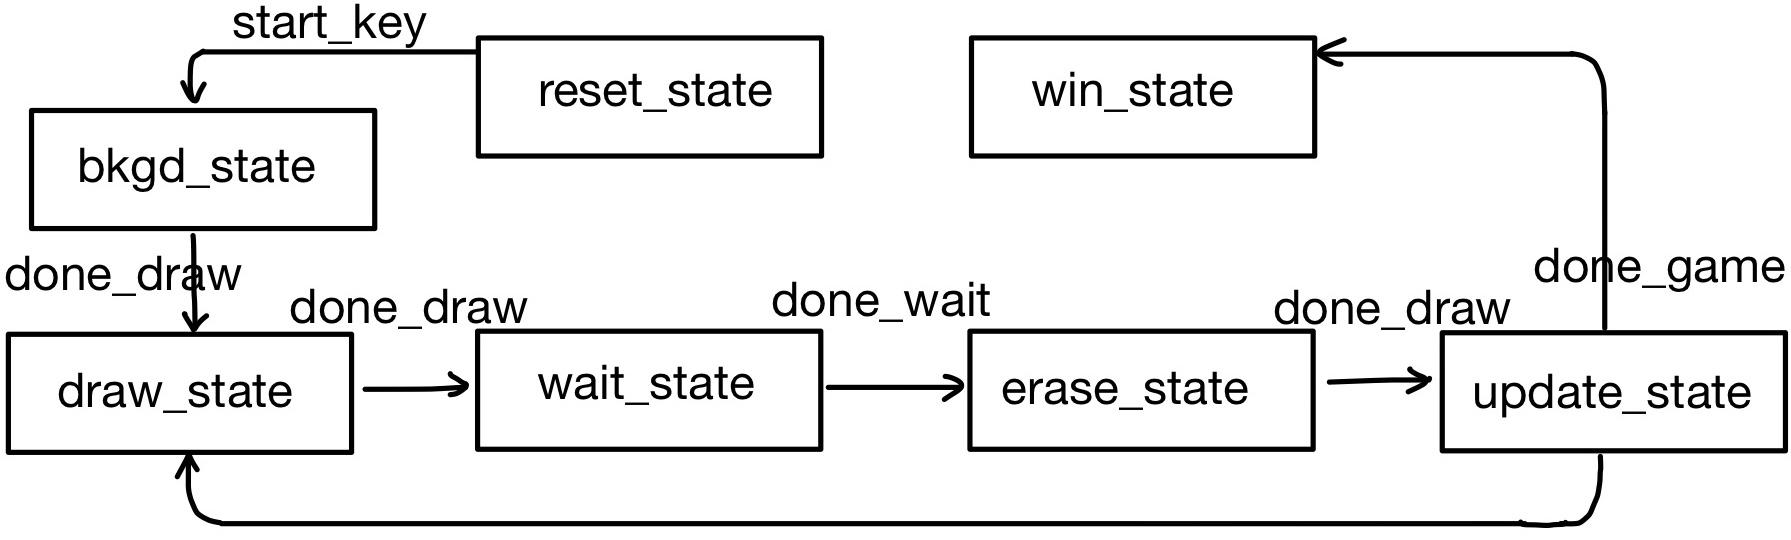 start_key
reset_state
win_state
bkgd_state
done_draw
done_draw
done_wait
done_draw
done_game
draw_state
wait_state
erase_state
update_state